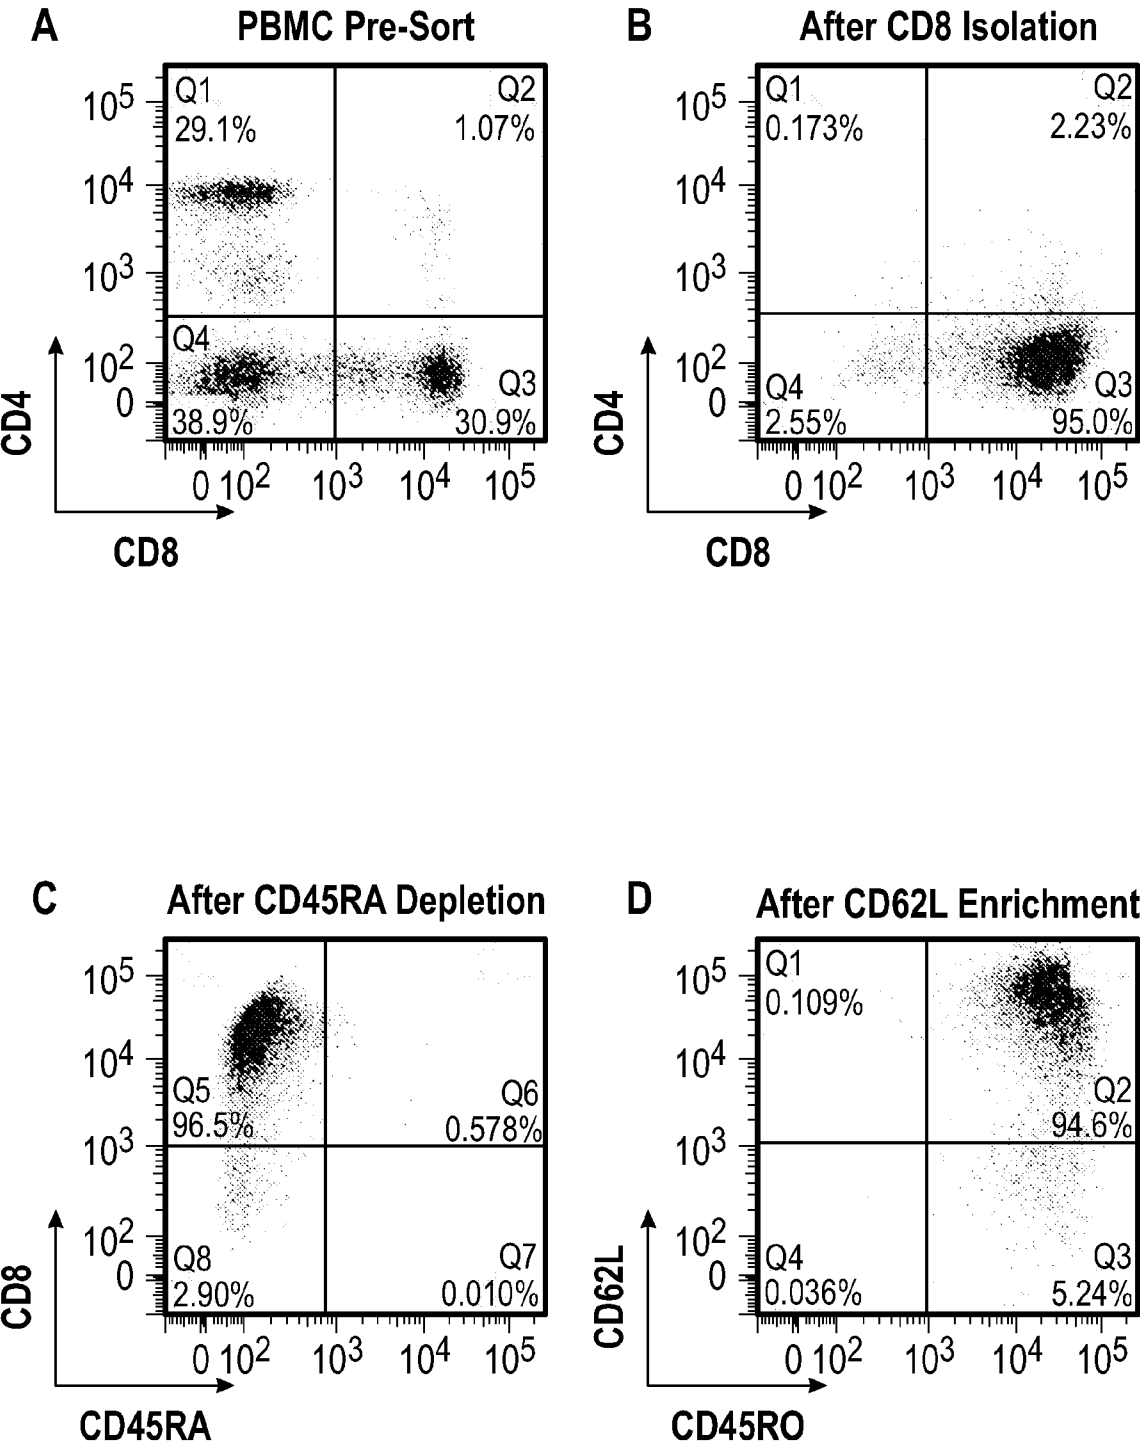 A
PBMC Pre-Sort
Q1
29.1%
Q2
1.07%
Q4
38.9%
Q3
30.9%
10^5
10^4
10^3
10^2
0
CD4
0 10^2 10^3 10^4 10^5
CD8
B
After CD8 Isolation
Q1
0.173%
Q2
2.23%
Q4
2.55%
Q3
95.0%
10^5
10^4
10^3
10^2
0
CD4
0 10^2 10^3 10^4 10^5
CD8
C
After CD45RA Depletion
Q5
96.5%
Q6
0.578%
Q8
2.90%
Q7
0.010%
10^5
10^4
10^3
10^2
0
CD8
0 10^2 10^3 10^4 10^5
CD45RA
D
After CD62L Enrichment
Q1
0.109%
Q2
94.6%
Q4
0.036%
Q3
5.24%
10^5
10^4
10^3
10^2
0
CD62L
0 10^2 10^3 10^4 10^5
CD45RO